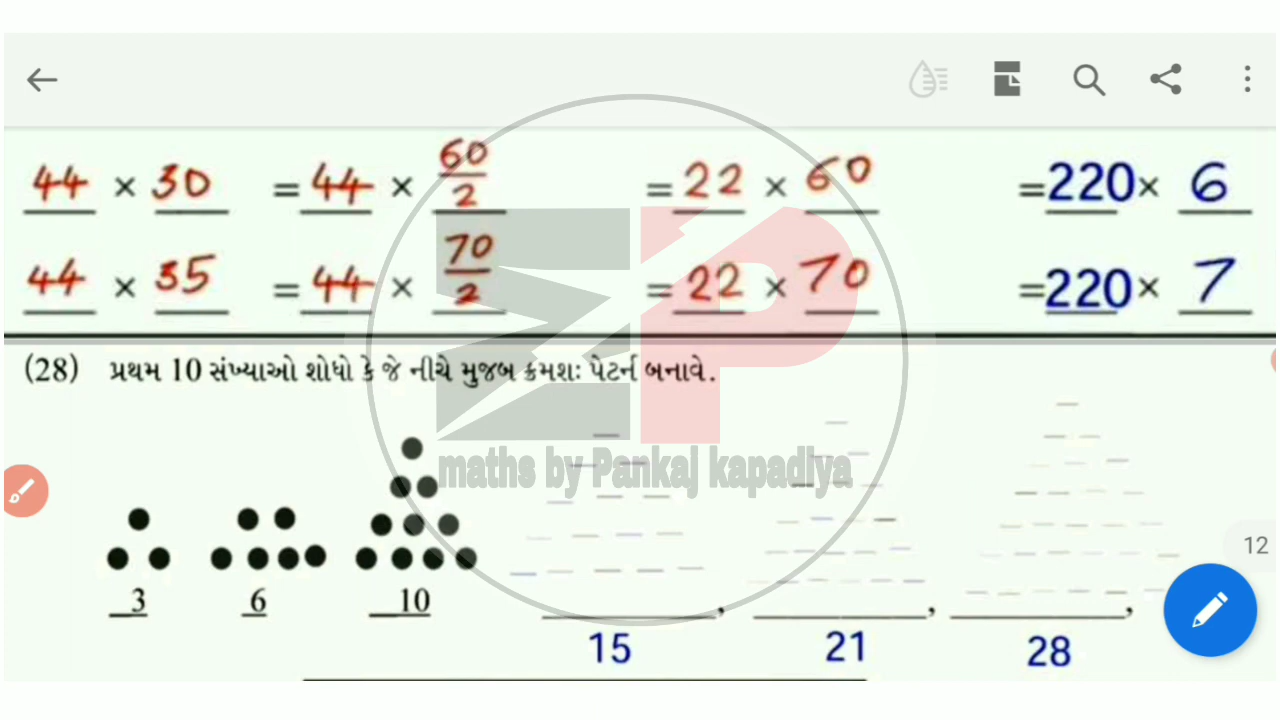 44 × 30 = 44 × 60/2 = 22 × 60 =220× 6
44 × 35 = 44 × 70/2 = 22 × 70 =220× 7
(28) પ્રથમ 10 સંખ્યાઓ શોધો કે જે નીચે મુજબ ક્રમશઃ પેટર્ન બનાવે.
maths by Pankaj kapadiya
3 6 10 , , ,
15 21 28
12